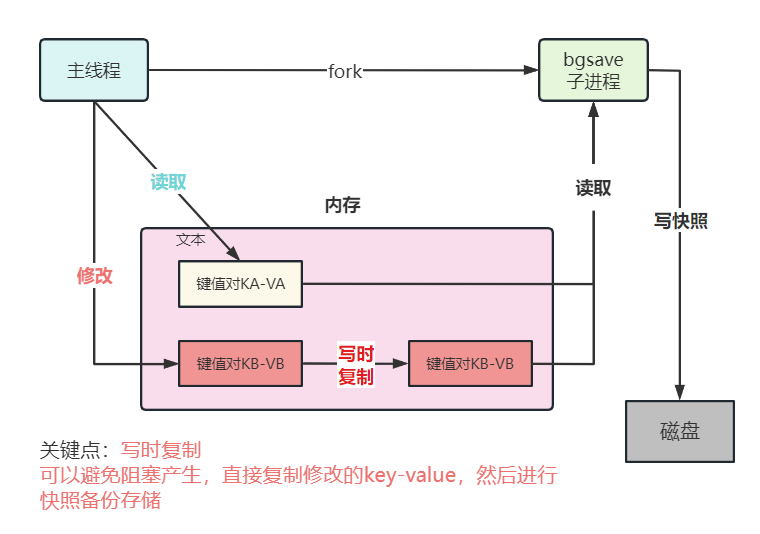 主线程
fork
bgsave
子进程
读取
内存
读取
写快照
文本
修改
键值对KA-VA
键值对KB-VB
写时
复制
键值对KB-VB
磁盘
关键点：写时复制
可以避免阻塞产生，直接复制修改的key-value，然后进行
快照备份存储